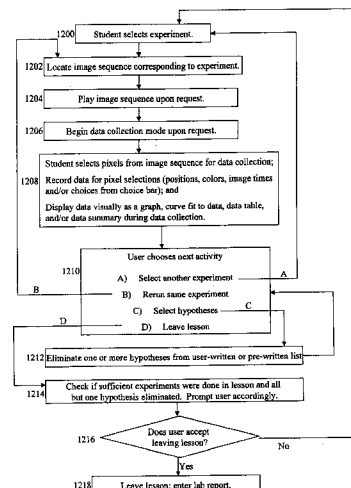 1200
Student selects experiment.
1202 Locate image sequence corresponding to experiment.
1204
Play image sequence upon request.
1206
Begin data collection mode upon request.
Student selects pixels from image sequence for data collection;
1208
Record data for pixel selections (positions, colors, image times
and/or choices from choice bar); and
Display data visually as a graph, curve fit to data, data table,
and/or data summary during data collection.
User chooses next activity
1210
A) Select another experiment
A
B
B) Rerun same experiment
C) Select hypotheses
C
D
D) Leave lesson
1212 Eliminate one or more hypotheses from user-written or pre-written list
1214
Check if sufficient experiments were done in lesson and all
but one hypothesis eliminated. Prompt user accordingly.
1216
Does user accept
leaving lesson?
No
Yes
1218
Leave lesson; enter lab report.